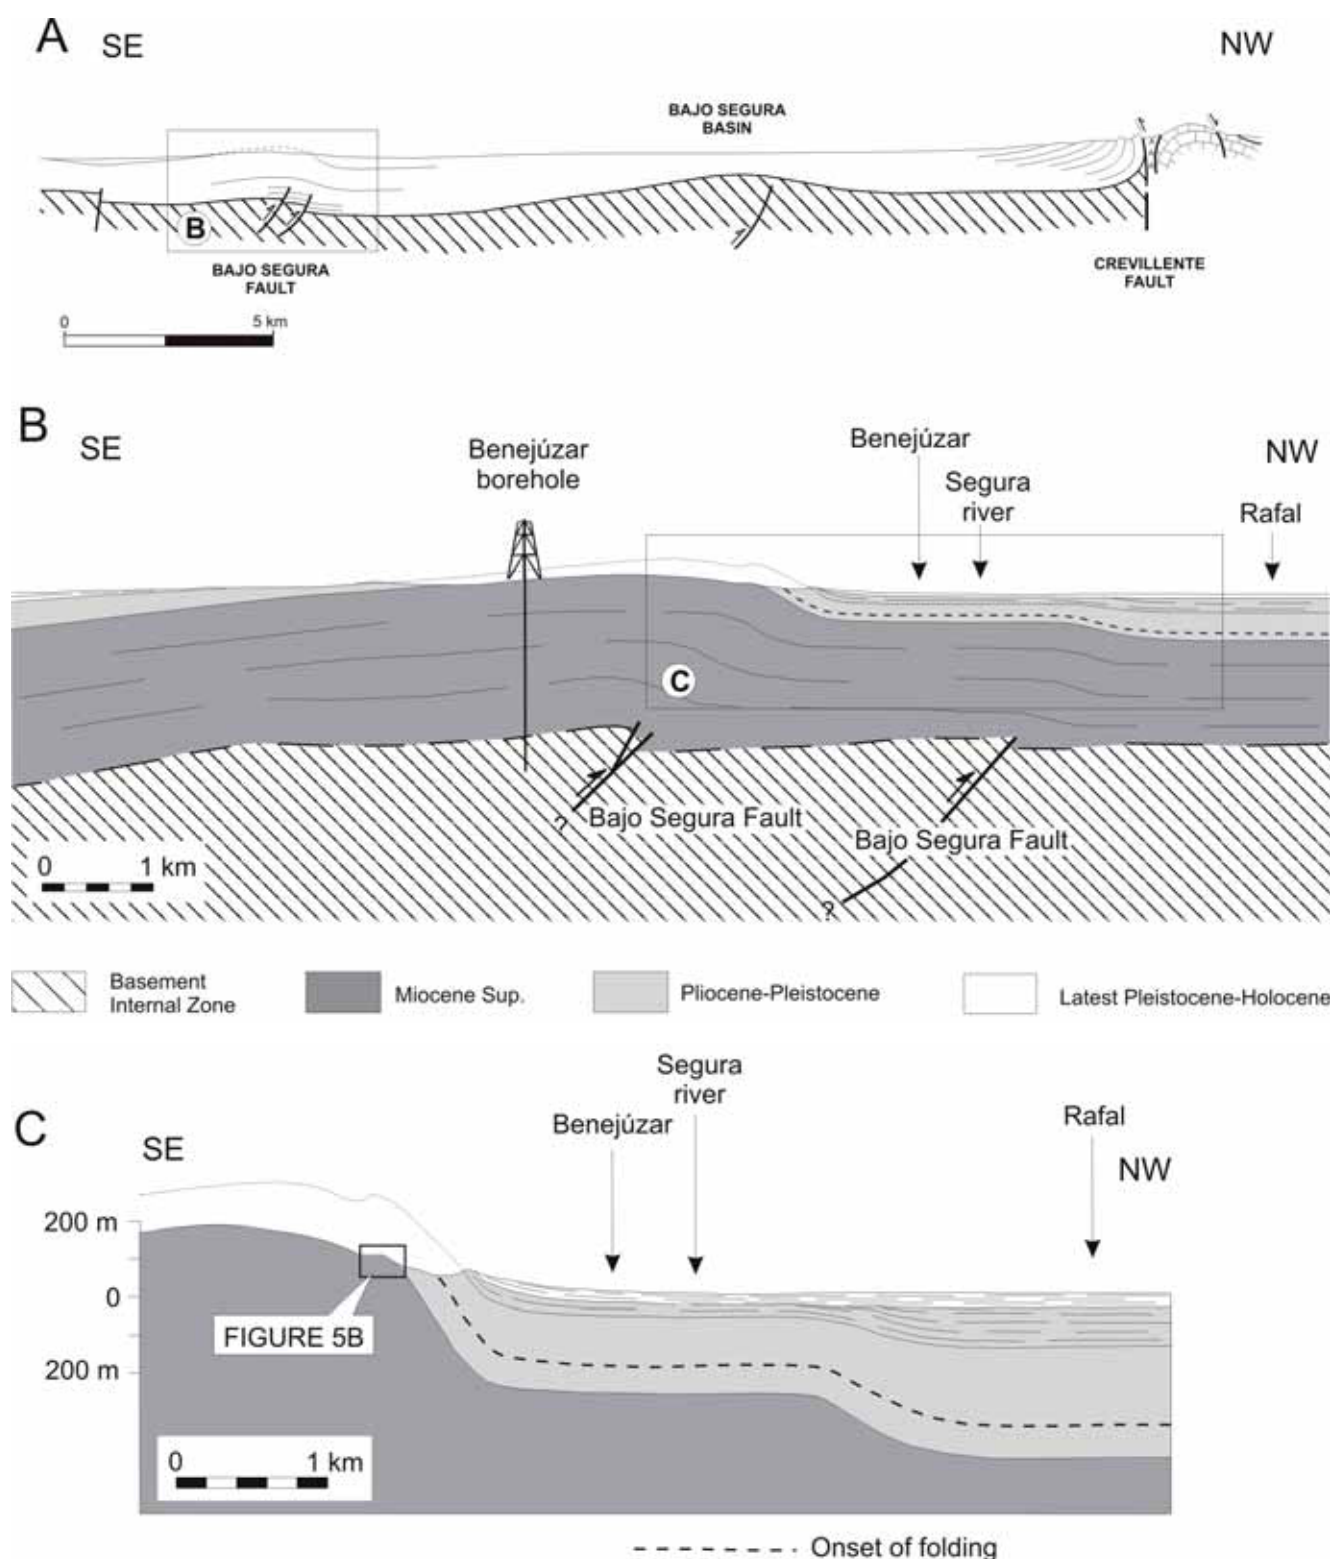 A
SE
NW
BAJO SEGURA
BASIN
B
BAJO SEGURA
FAULT
CREVILLENTE
FAULT
0
5 km
B
SE
NW
Benejúzar
borehole
Benejúzar
Segura
river
Rafal
C
? Bajo Segura Fault
Bajo Segura Fault
?
0
1 km
Basement
Internal Zone
Miocene Sup.
Pliocene-Pleistocene
Latest Pleistocene-Holocene
C
SE
NW
Segura
river
Benejúzar
Rafal
200 m
0
200 m
FIGURE 5B
0
1 km
Onset of folding